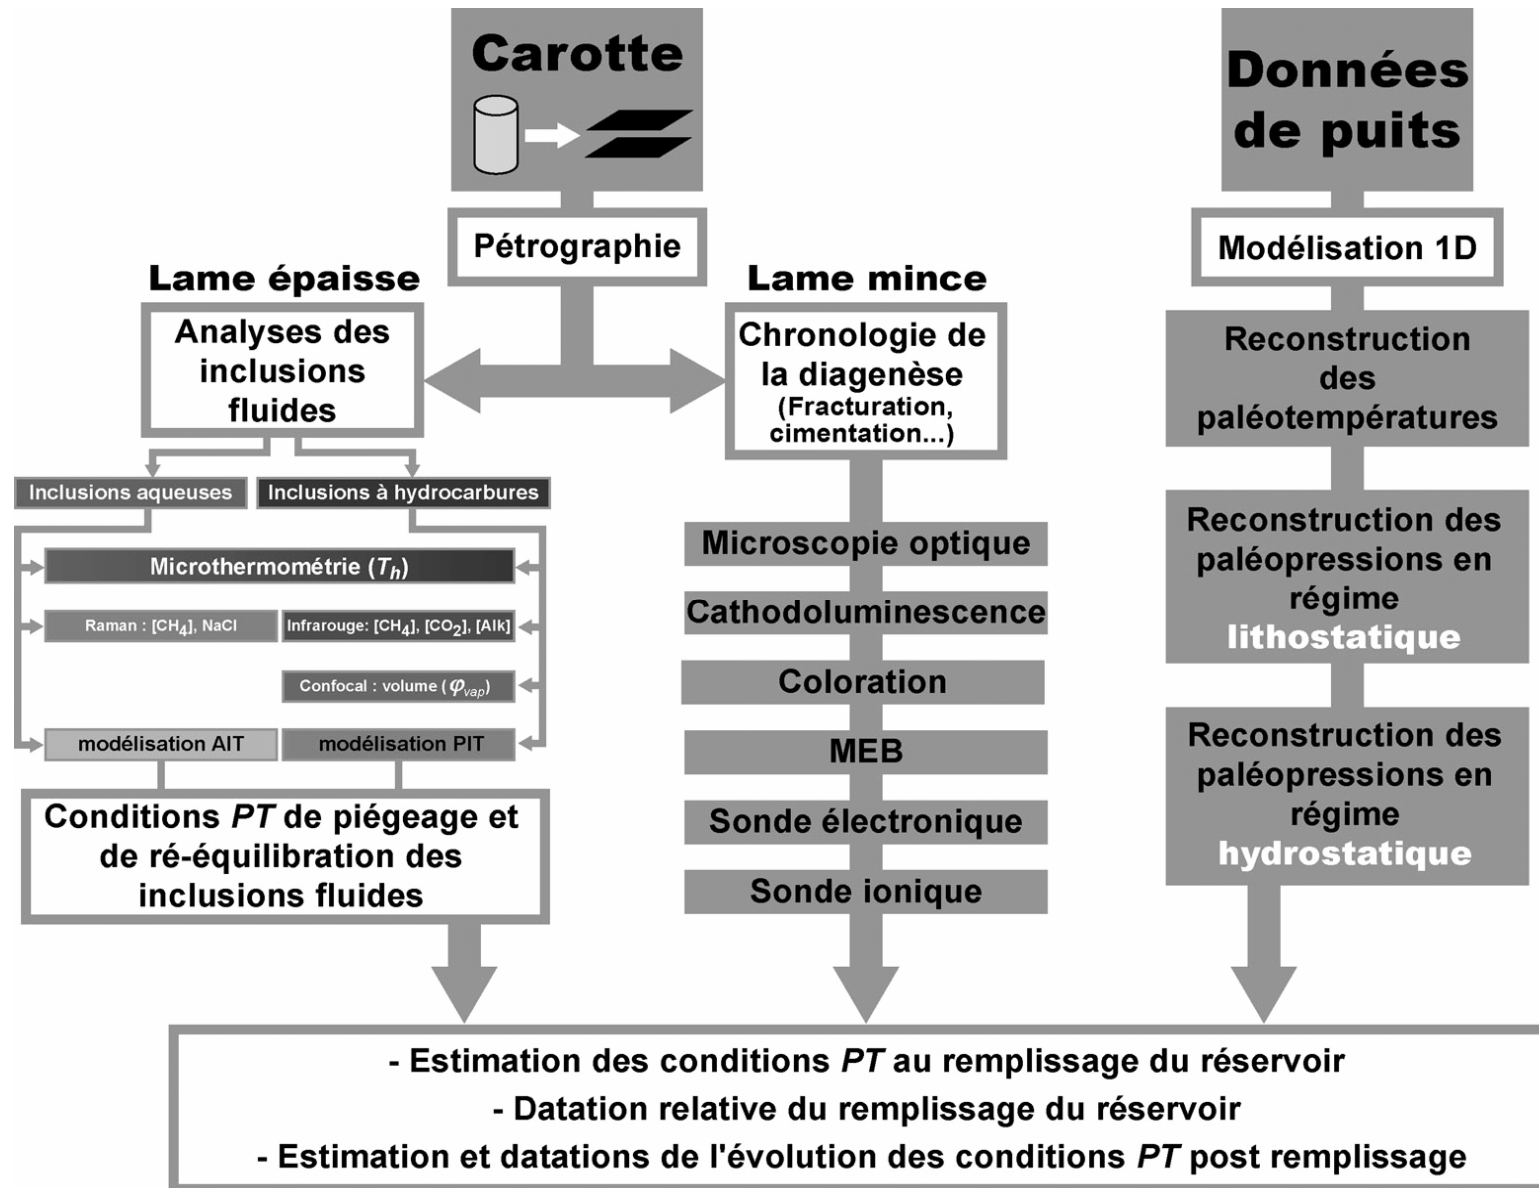 Carotte
Données
de puits
Pétrographie
Modélisation 1D
Lame épaisse
Analyses des
inclusions
fluides
Lame mince
Chronologie de
la diagenèse
(Fracturation,
cimentation...)
Reconstruction
des
paléotempératures
Inclusions aqueuses
Inclusions à hydrocarbures
Microthermométrie (Th)
Raman : [CH4], NaCl
Infrarouge: [CH4], [CO2], [Alk]
Confocal : volume (φvap)
modélisation AIT
modélisation PIT
Conditions PT de piégeage et
de ré-équilibration des
inclusions fluides
Microscopie optique
Cathodoluminescence
Coloration
MEB
Sonde électronique
Sonde ionique
Reconstruction des
paléopressions en
régime
lithostatique
Reconstruction des
paléopressions en
régime
hydrostatique
- Estimation des conditions PT au remplissage du réservoir
- Datation relative du remplissage du réservoir
- Estimation et datations de l'évolution des conditions PT post remplissage